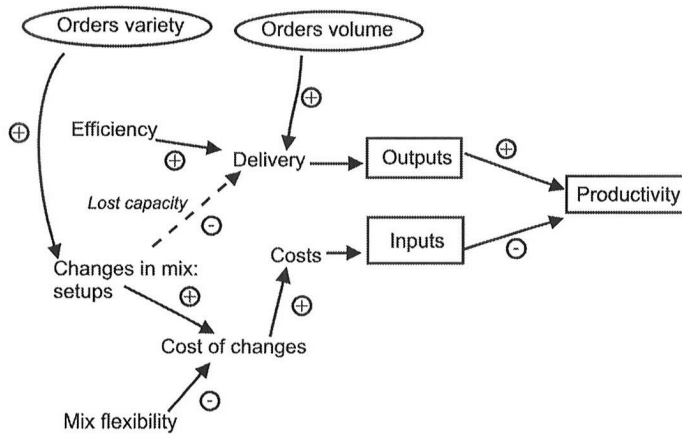 Orders variety
Orders volume
+
+
Efficiency
+
Delivery
Outputs
+
Productivity
Lost capacity
-
Inputs
-
Costs
Changes in mix:
setups
+
+
Cost of changes
-
Mix flexibility